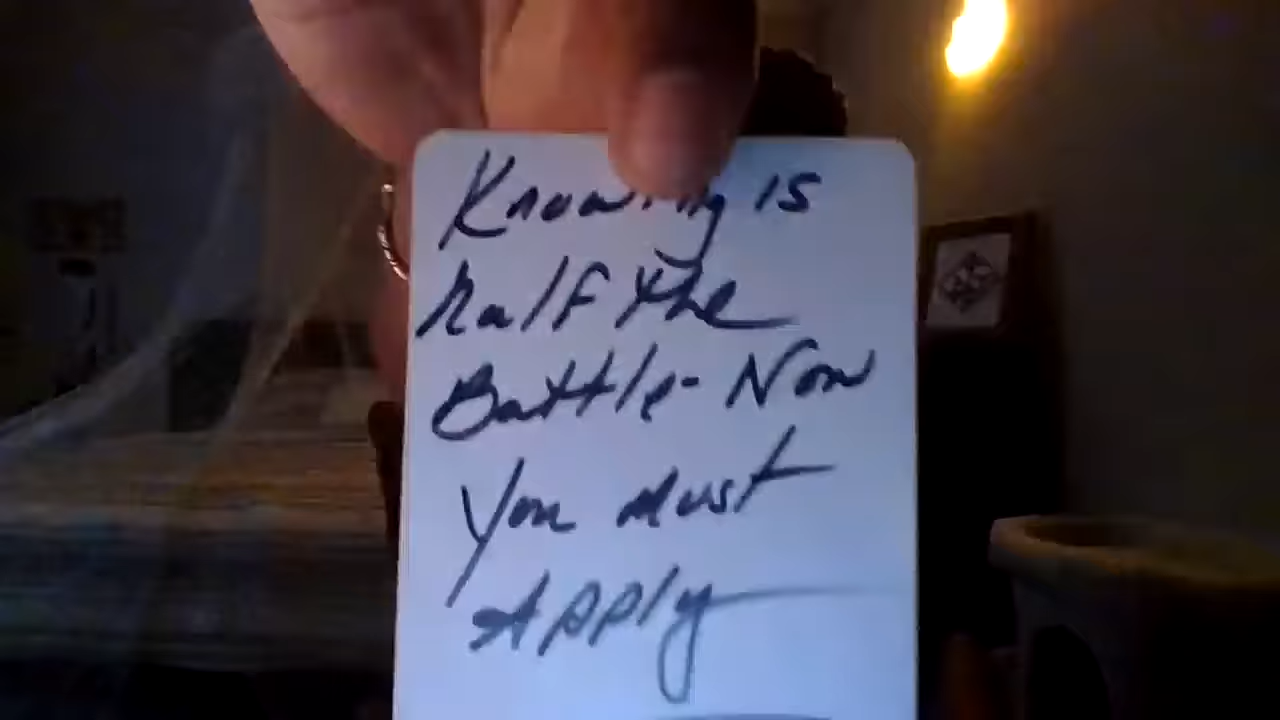 Knowing is
half the
Battle- Now
You must
Apply